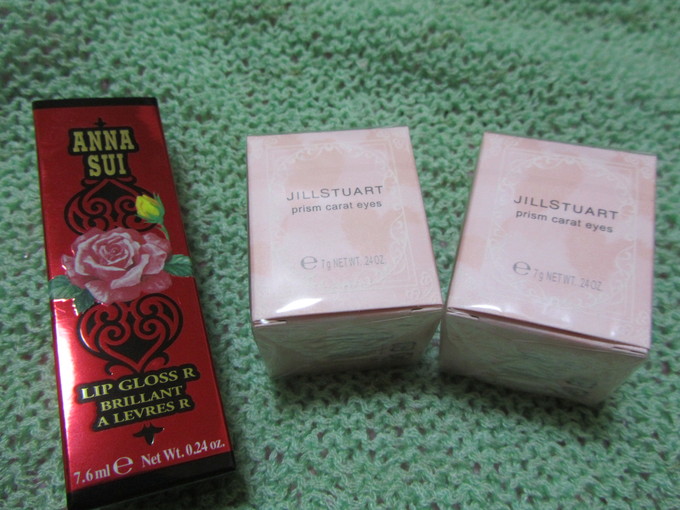 ANNA
SUI
LIP GLOSS R
BRILLANT
A LEVRES R
7.6 ml e Net Wt. 0.24 oz.
JILLSTUART
prism carat eyes
e 7g NET WT. .24 OZ.
JILLSTUART
prism carat eyes
e 7g NET WT. .24 OZ.